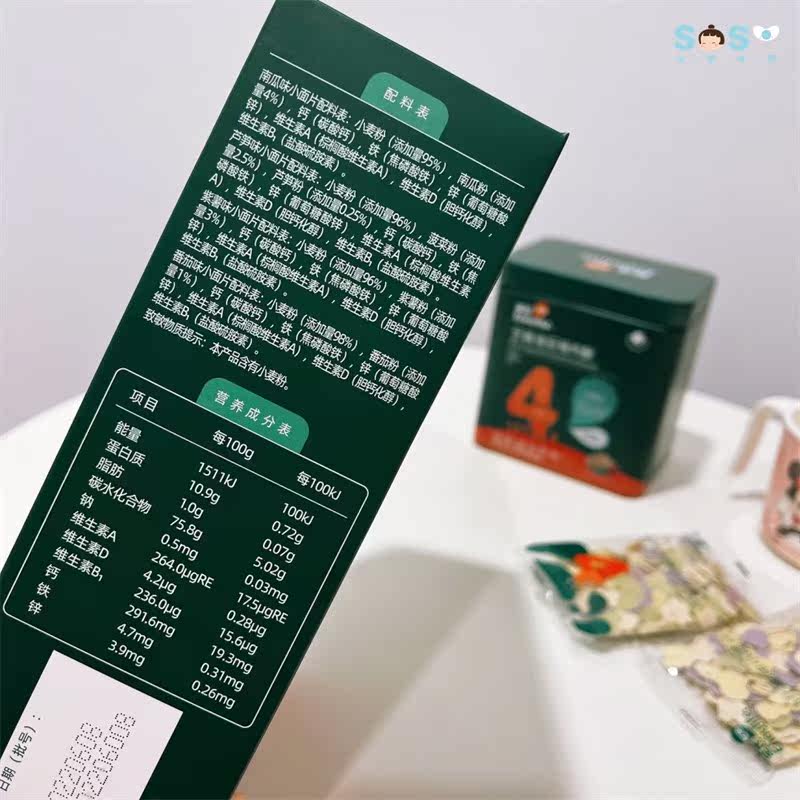 SOS
配料表
南瓜味小面片配料表：小麦粉（添加量95%），南瓜粉（添加
量4%），钙（碳酸钙），铁（焦磷酸铁），锌（葡萄糖酸
锌），维生素A（棕榈酸维生素A），维生素D（胆钙化醇），
维生素B₁（盐酸硫胺素）。
芦笋味小面片配料表：小麦粉（添加量96%），菠菜粉（添加
量2.5%），芦笋粉（添加量0.25%），钙（碳酸钙），铁（焦
磷酸铁），锌（葡萄糖酸锌），维生素A（棕榈酸维生素
A），维生素D（胆钙化醇），维生素B₁（盐酸硫胺素）。
紫薯味小面片配料表：小麦粉（添加量96%），紫薯粉（添加
量3%），钙（碳酸钙），铁（焦磷酸铁），锌（葡萄糖酸
锌），维生素A（棕榈酸维生素A），维生素D（胆钙化醇），
维生素B₁（盐酸硫胺素）。
番茄味小面片配料表：小麦粉（添加量98%），番茄粉（添加
量1%），钙（碳酸钙），铁（焦磷酸铁），锌（葡萄糖酸
锌），维生素A（棕榈酸维生素A），维生素D（胆钙化醇），
维生素B₁（盐酸硫胺素）。
致敏物质提示：本产品含有小麦粉。
营养成分表
项目 每100g 每100kJ
能量 1511kJ 100kJ
蛋白质 10.9g 0.72g
脂肪 1.0g 0.07g
碳水化合物 75.8g 5.02g
钠 0.5mg 0.03mg
维生素A 264.0μgRE 17.5μgRE
维生素D 4.2μg 0.28μg
维生素B₁ 236.0μg 15.6μg
钙 291.6mg 19.3mg
铁 4.7mg 0.31mg
锌 3.9mg 0.26mg
日期（批号）：
4